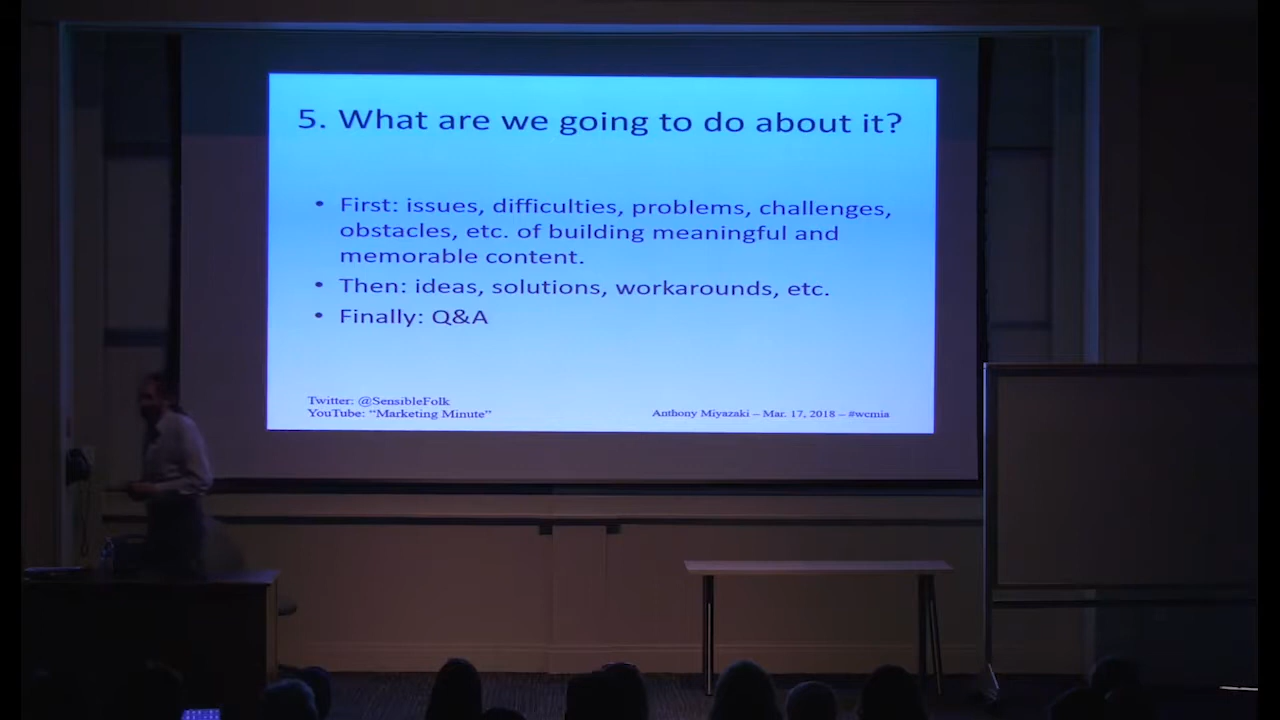 5. What are we going to do about it?
• First: issues, difficulties, problems, challenges,
obstacles, etc. of building meaningful and
memorable content.
• Then: ideas, solutions, workarounds, etc.
• Finally: Q&A
Twitter: @SensibleFolk
YouTube: “Marketing Minute”
Anthony Miyazaki – Mar. 17, 2018 – #wcmia